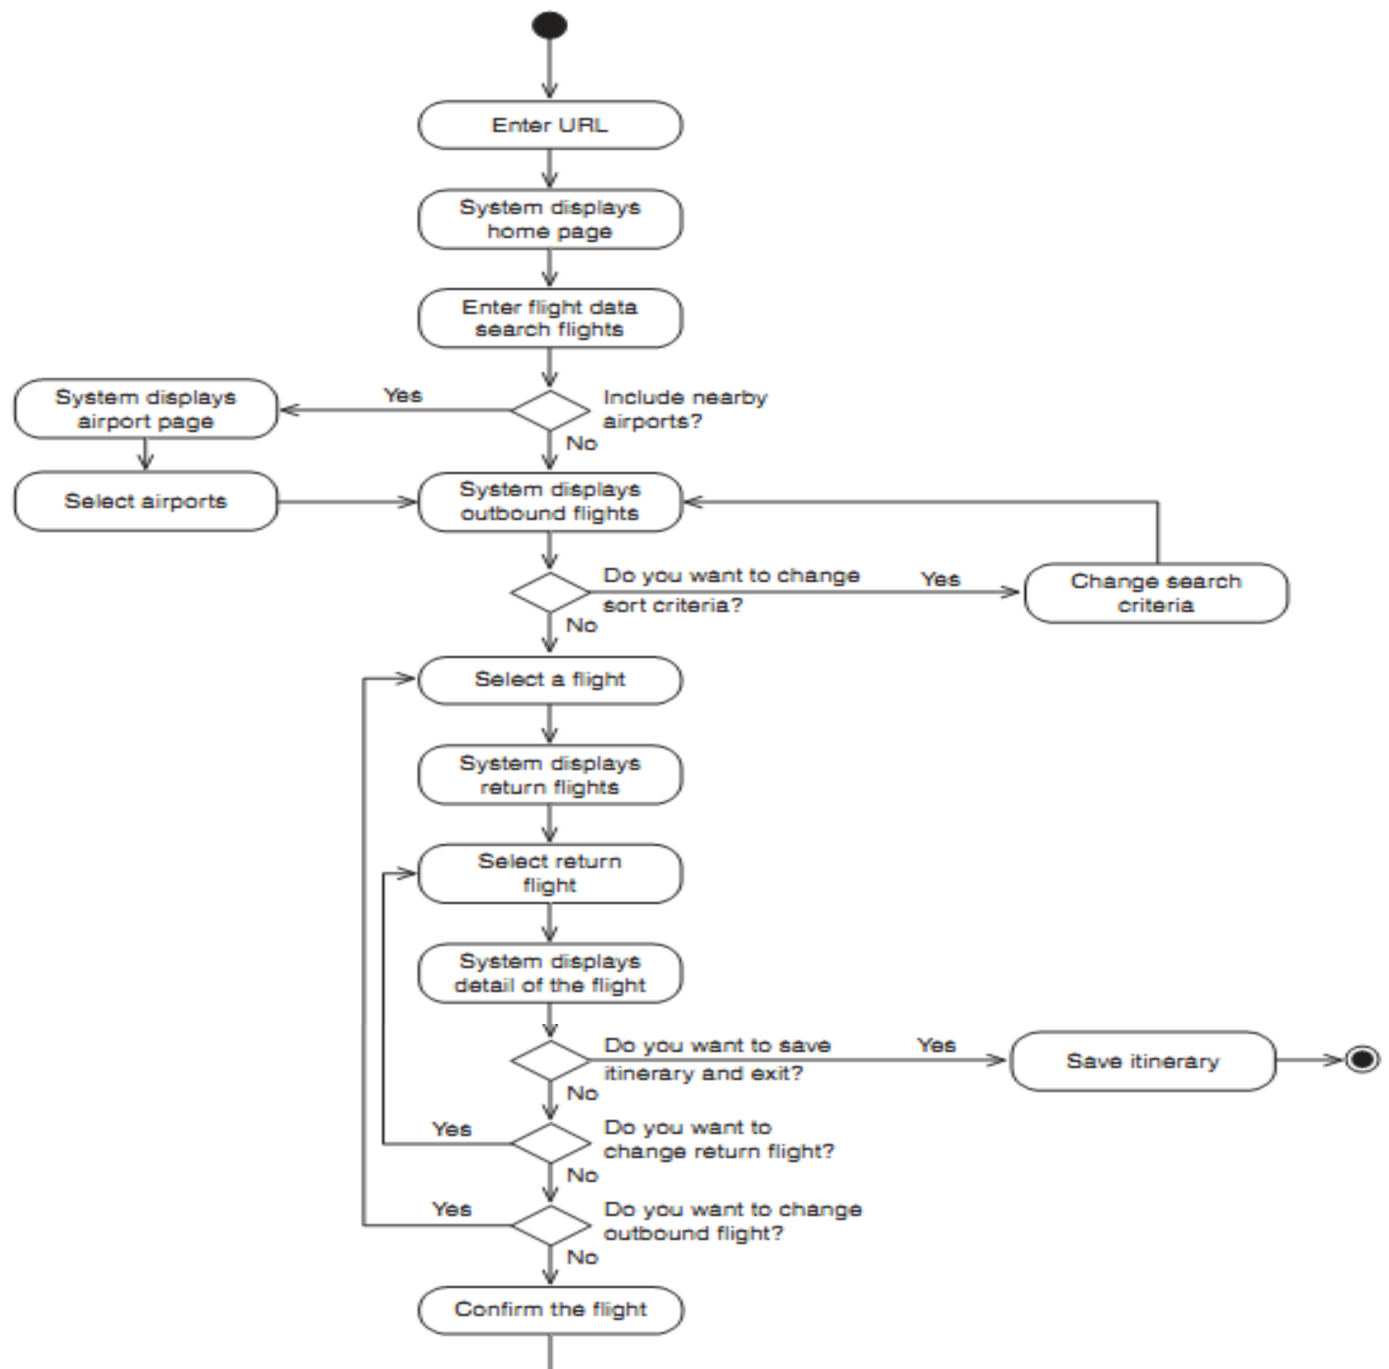 Enter URL
System displays
home page
Enter flight data
search flights
System displays
airport page
Yes
Include nearby
airports?
No
Select airports
System displays
outbound flights
Do you want to change
sort criteria?
Yes
Change search
criteria
No
Select a flight
System displays
return flights
Select return
flight
System displays
detail of the flight
Do you want to save
itinerary and exit?
Yes
Save itinerary
No
Yes
Do you want to
change return flight?
No
Yes
Do you want to change
outbound flight?
No
Confirm the flight